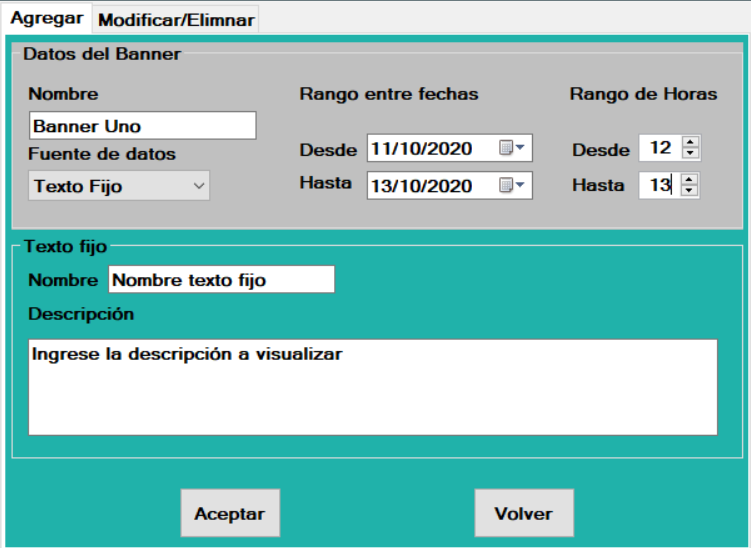 Agregar Modificar/Elimnar
Datos del Banner
Nombre Rango entre fechas Rango de Horas
Banner Uno
Fuente de datos Desde 11/10/2020 Desde 12
Texto Fijo Hasta 13/10/2020 Hasta 13
Texto fijo
Nombre Nombre texto fijo
Descripción
Ingrese la descripción a visualizar
Aceptar Volver